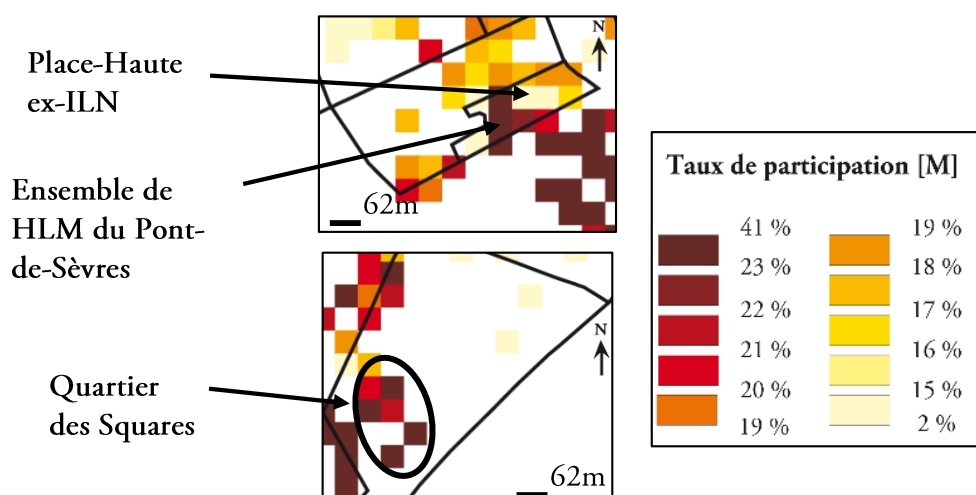 Place-Haute
ex-ILN
Ensemble de
HLM du Pont-
de-Sèvres
N
62m
Quartier
des Squares
N
62m
Taux de participation [M]
41 %
23 %
22 %
21 %
20 %
19 %
19 %
18 %
17 %
16 %
15 %
2 %